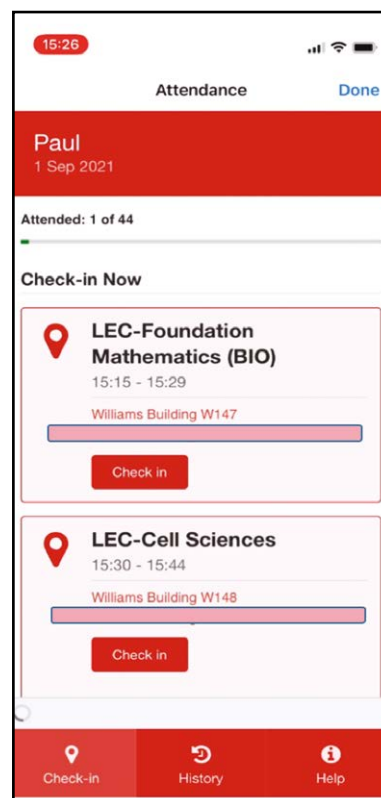 15:26
Attendance Done
Paul
1 Sep 2021
Attended: 1 of 44
Check-in Now
LEC-Foundation
Mathematics (BIO)
15:15 - 15:29
Williams Building W147
Check in
LEC-Cell Sciences
15:30 - 15:44
Williams Building W148
Check in
Check-in History Help